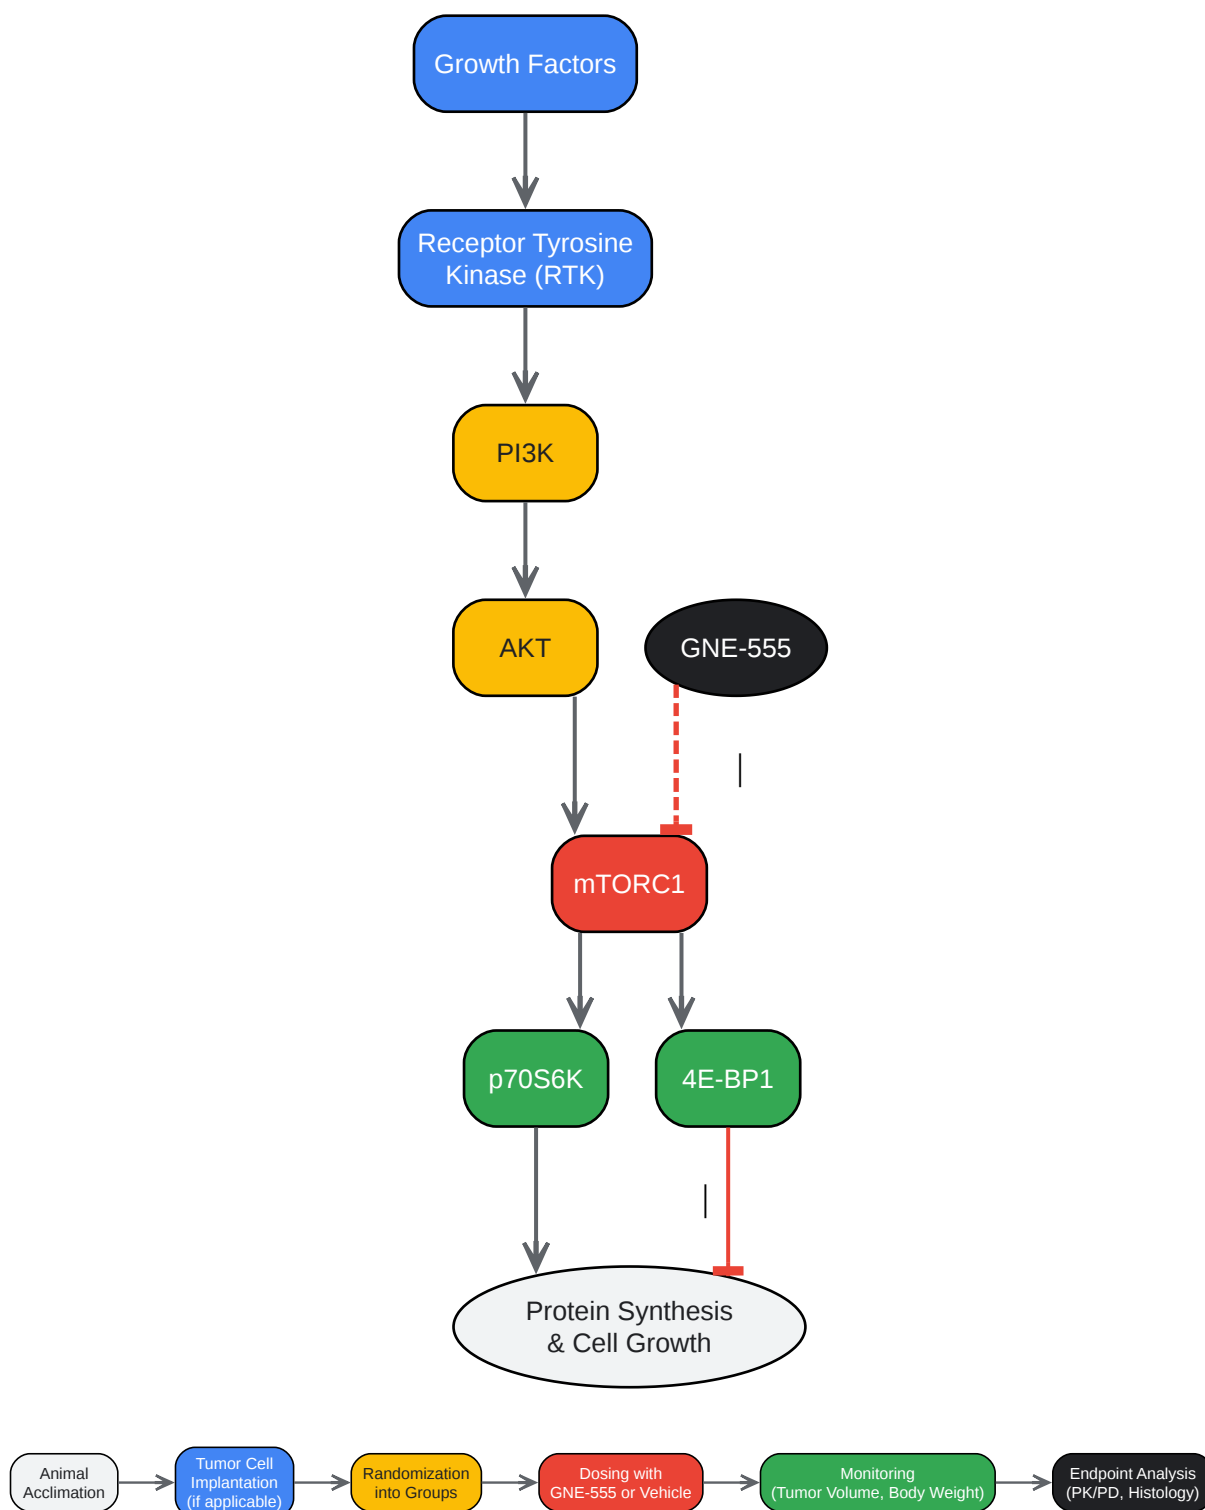 Growth Factors
Receptor Tyrosine
Kinase (RTK)
PI3K
AKT
GNE-555
|
mTORC1
p70S6K
4E-BP1
|
Protein Synthesis
& Cell Growth
Animal
Acclimation
Tumor Cell
Implantation
(if applicable)
Randomization
into Groups
Dosing with
GNE-555 or Vehicle
Monitoring
(Tumor Volume, Body Weight)
Endpoint Analysis
(PK/PD, Histology)